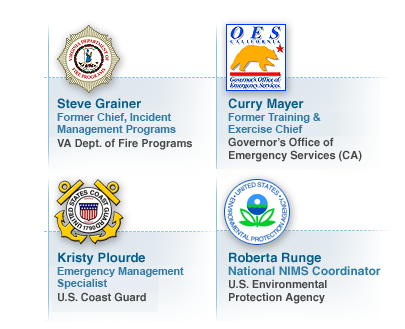 VIRGINIA DEPARTMENT OF
FIRE PROGRAMS
Steve Grainer
Former Chief, Incident
Management Programs
VA Dept. of Fire Programs
OES
CALIFORNIA
Governor's Office of
Emergency Services
Curry Mayer
Former Training &
Exercise Chief
Governor's Office of
Emergency Services (CA)
UNITED STATES COAST GUARD
1790
Kristy Plourde
Emergency Management
Specialist
U.S. Coast Guard
UNITED STATES
ENVIRONMENTAL PROTECTION AGENCY
Roberta Runge
National NIMS Coordinator
U.S. Environmental
Protection Agency